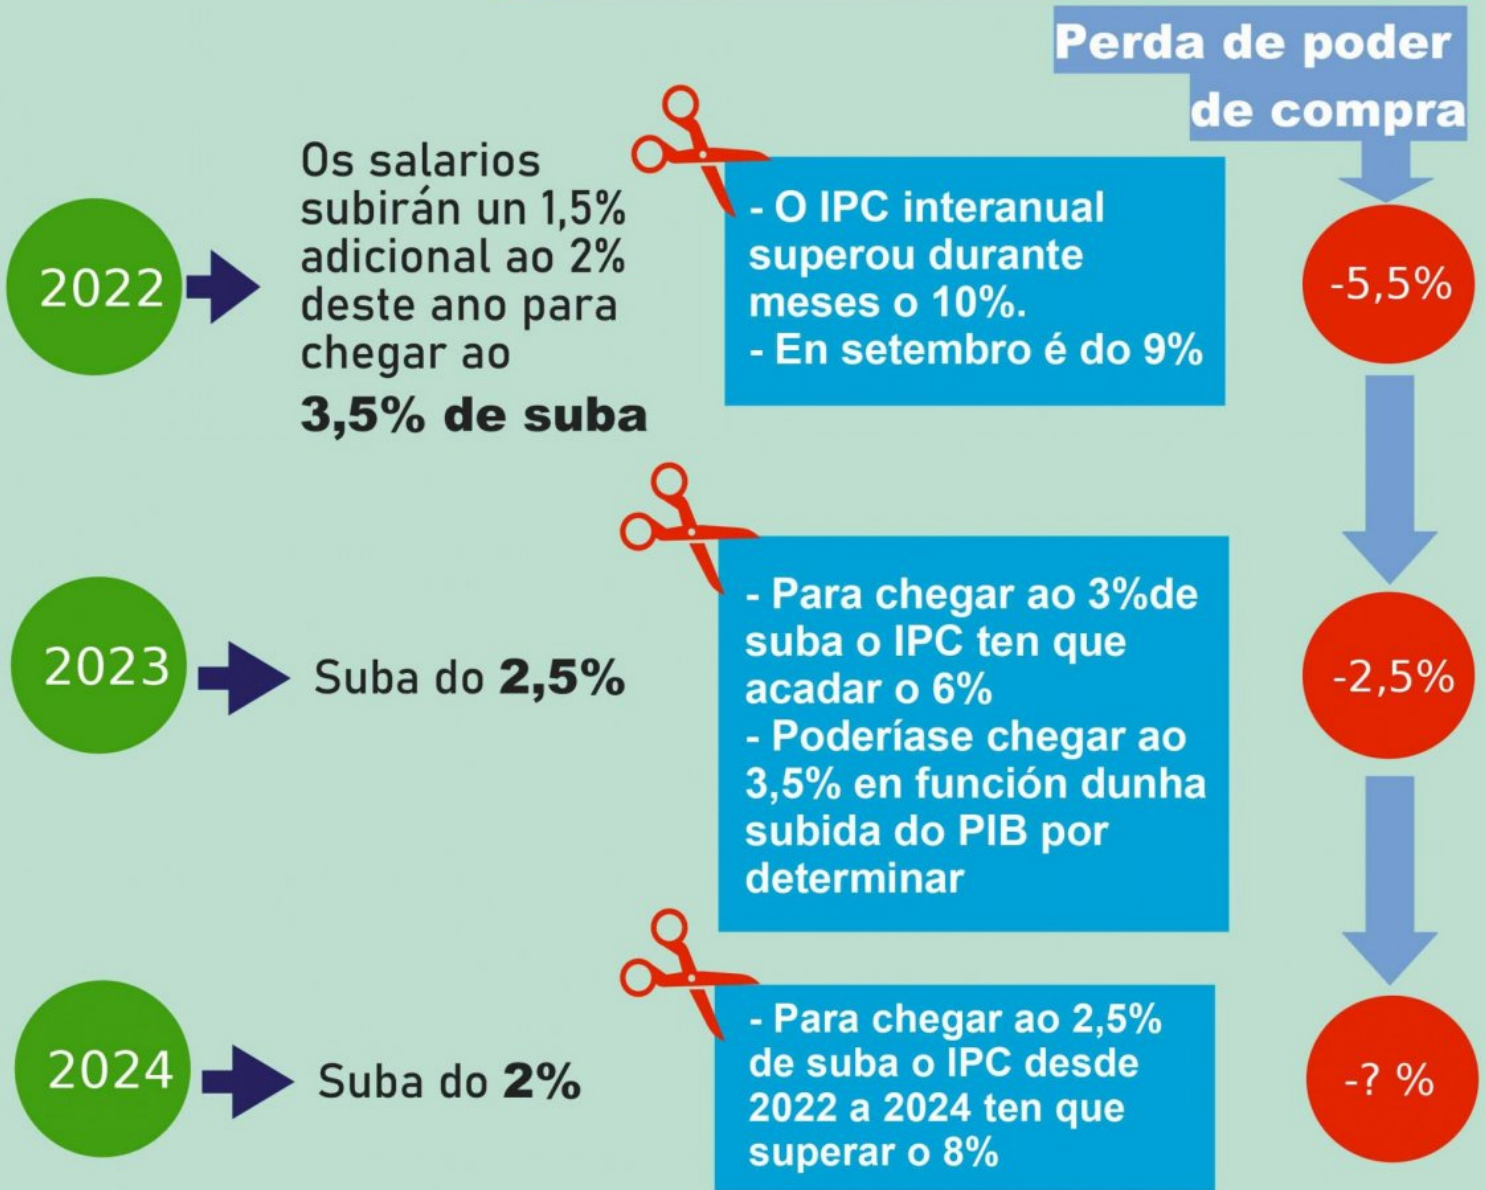 Perda de poder
de compra
2022
Os salarios
subirán un 1,5%
adicional ao 2%
deste ano para
chegar ao
3,5% de suba
- O IPC interanual
superou durante
meses o 10%.
- En setembro é do 9%
-5,5%
2023
Suba do 2,5%
- Para chegar ao 3%de
suba o IPC ten que
acadar o 6%
- Poderíase chegar ao
3,5% en función dunha
subida do PIB por
determinar
-2,5%
2024
Suba do 2%
- Para chegar ao 2,5%
de suba o IPC desde
2022 a 2024 ten que
superar o 8%
-? %